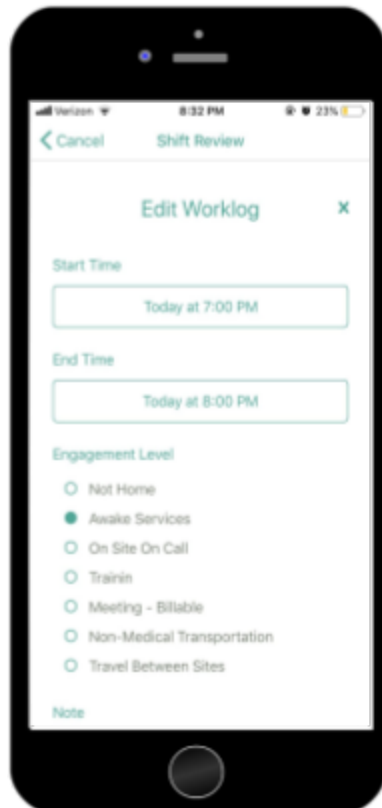 Verizon 8:32 PM 23%
Cancel Shift Review
Edit Worklog x
Start Time
Today at 7:00 PM
End Time
Today at 8:00 PM
Engagement Level
Not Home
Awake Services
On Site On Call
Trainin
Meeting - Billable
Non-Medical Transportation
Travel Between Sites
Note